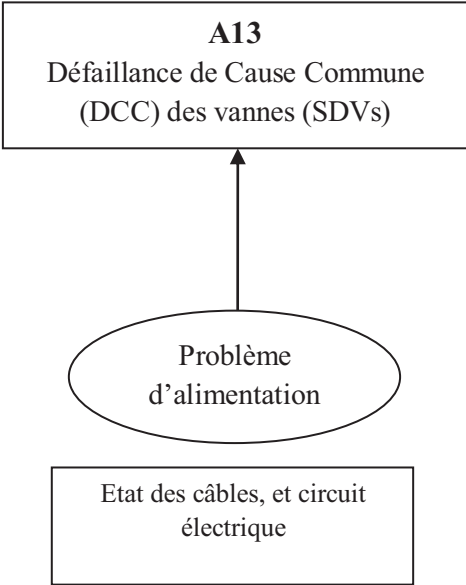 A13
Défaillance de Cause Commune
(DCC) des vannes (SDVs)
Problème
d’alimentation
Etat des câbles, et circuit
électrique